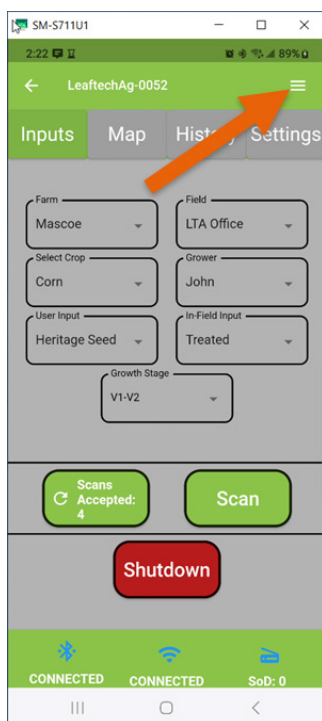 SM-S711U1
2:22 89%
LeaftechAg-0052
Inputs Map History Settings
Farm Field
Mascoe LTA Office
Select Crop Grower
Corn John
User Input In-Field Input
Heritage Seed Treated
Growth Stage
V1-V2
Scans
Accepted: Scan
4
Shutdown
CONNECTED CONNECTED SoD: 0